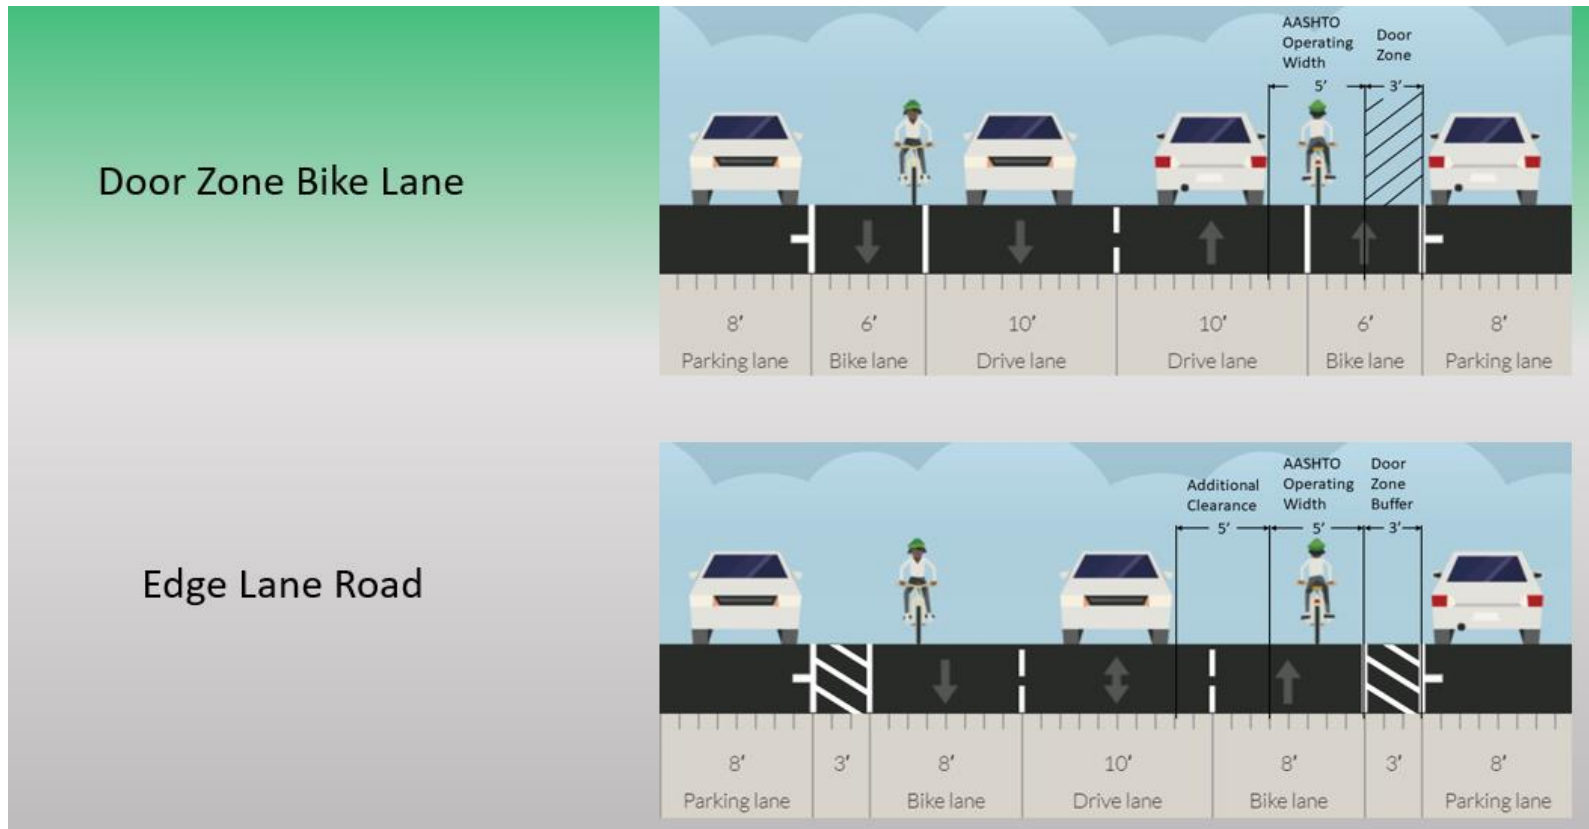 Door Zone Bike Lane
AASHTO
Operating
Width
Door
Zone
5′
3′
8′
6′
10′
10′
6′
8′
Parking lane
Bike lane
Drive lane
Drive lane
Bike lane
Parking lane
Edge Lane Road
Additional
Clearance
AASHTO
Operating
Width
Door
Zone
Buffer
5′
5′
3′
8′
3′
8′
10′
8′
3′
8′
Parking lane
Bike lane
Drive lane
Bike lane
Parking lane